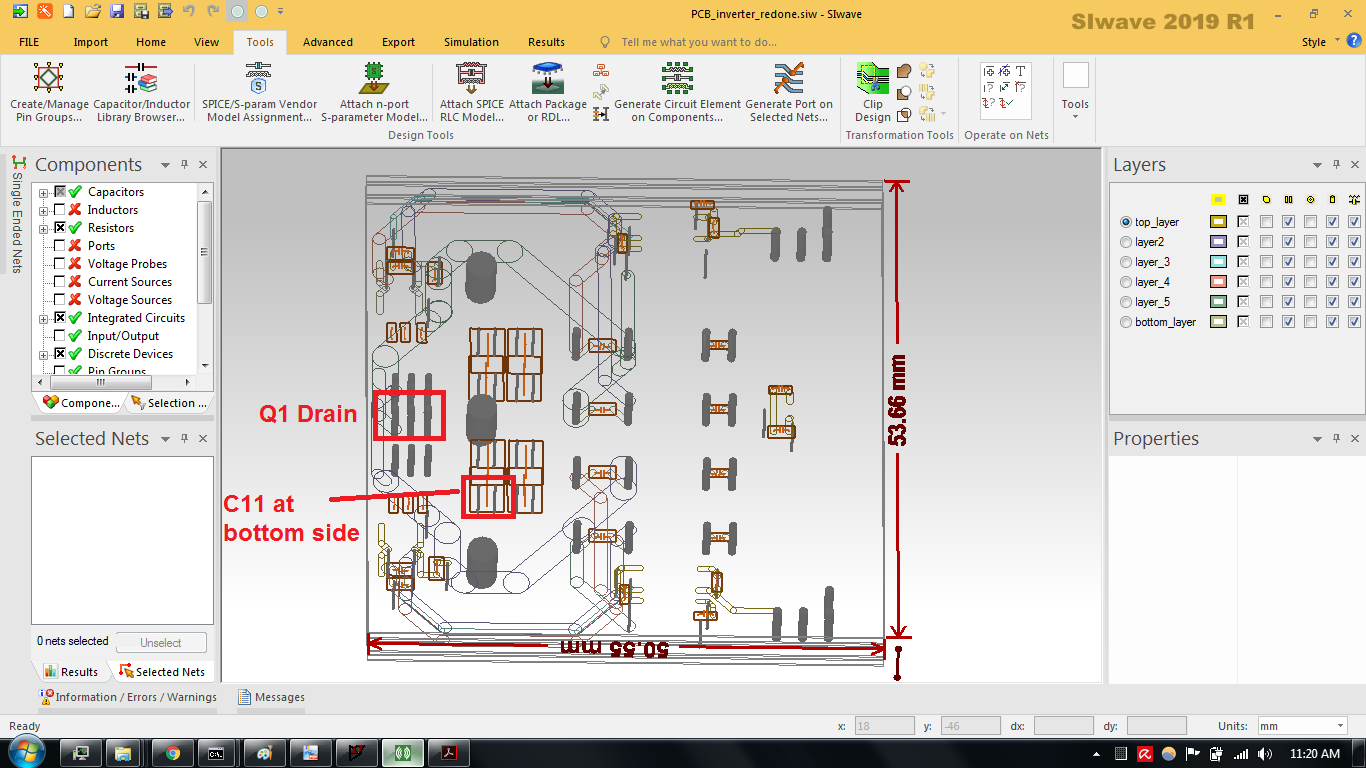 PCB_inverter_redone.siw - SIwave
SIwave 2019 R1
FILE
Import
Home
View
Tools
Advanced
Export
Simulation
Results
Tell me what you want to do...
Style
Create/Manage
Pin Groups...
Capacitor/Inductor
Library Browser...
SPICE/S-param Vendor
Model Assignment...
Attach n-port
S-parameter Model...
Attach SPICE
RLC Model...
Attach Package
or RDL...
Generate Circuit Element
on Components...
Generate Port on
Selected Nets...
Clip
Design
Tools
Design Tools
Transformation Tools
Operate on Nets
Single Ended Nets
Components
Capacitors
Inductors
Resistors
Ports
Voltage Probes
Current Sources
Voltage Sources
Integrated Circuits
Input/Output
Discrete Devices
Pin Groups
Compone...
Selection ...
Selected Nets
0 nets selected
Unselect
Results
Selected Nets
Q1 Drain
C11 at
bottom side
53.66 mm
50.55 mm
Layers
top_layer
layer2
layer_3
layer_4
layer_5
bottom_layer
Properties
Information / Errors / Warnings
Messages
Ready
x:
18
y:
-46
dx:
dy:
Units:
mm
11:20 AM